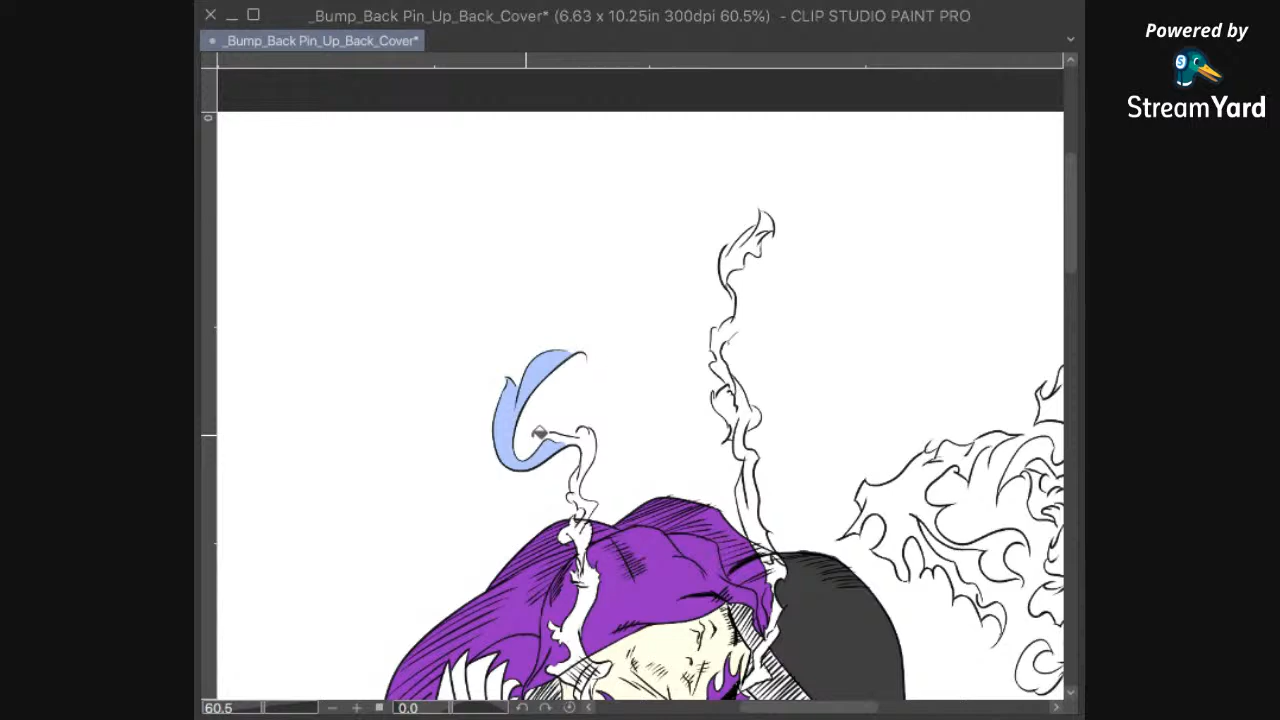 _Bump_Back Pin_Up_Back_Cover* (6.63 x 10.25in 300dpi 60.5%) - CLIP STUDIO PAINT PRO
_Bump_Back Pin_Up_Back_Cover*
Powered by
StreamYard
0
60.5
0.0